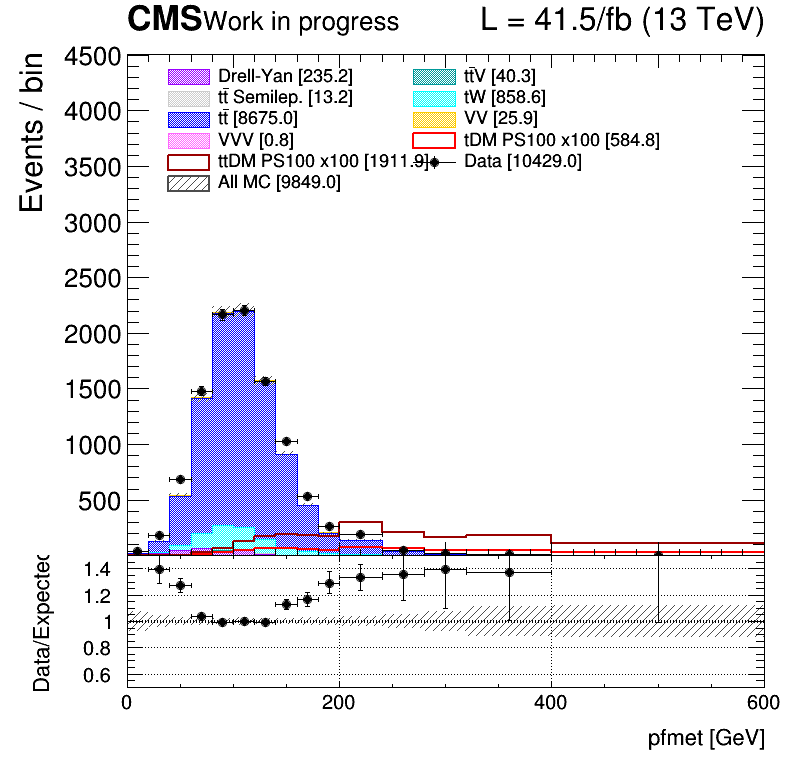 CMS Work in progress L = 41.5/fb (13 TeV)
Events / bin
4500
4000
3500
3000
2500
2000
1500
1000
500
Drell-Yan [235.2]
tt̄V [40.3]
tt̄ Semilep. [13.2]
tW [858.6]
tt̄ [8675.0]
VV [25.9]
VVV [0.8]
tDM PS100 x100 [584.8]
ttDM PS100 x100 [1911.9]
Data [10429.0]
All MC [9849.0]
Data/Expected
1.4
1.2
1
0.8
0.6
0 200 400 600
pfmet [GeV]